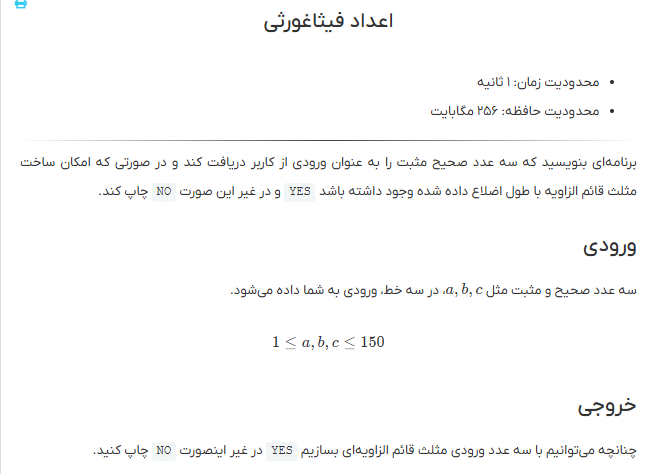 اعداد فیثاغورثی
محدودیت زمان: ۱ ثانیه
محدودیت حافظه: ۲۵۶ مگابایت
برنامه‌ای بنویسید که سه عدد صحیح مثبت را به عنوان ورودی از کاربر دریافت کند و در صورتی که امکان ساخت
مثلث قائم الزاویه با طول اضلاع داده شده وجود داشته باشد YES و در غیر این صورت NO چاپ کند.
ورودی
سه عدد صحیح و مثبت مثل a, b, c، در سه خط، ورودی به شما داده می‌شود.
1 ≤ a, b, c ≤ 150
خروجی
چنانچه می‌توانیم با سه عدد ورودی مثلث قائم الزاویه‌ای بسازیم YES در غیر اینصورت NO چاپ کنید.